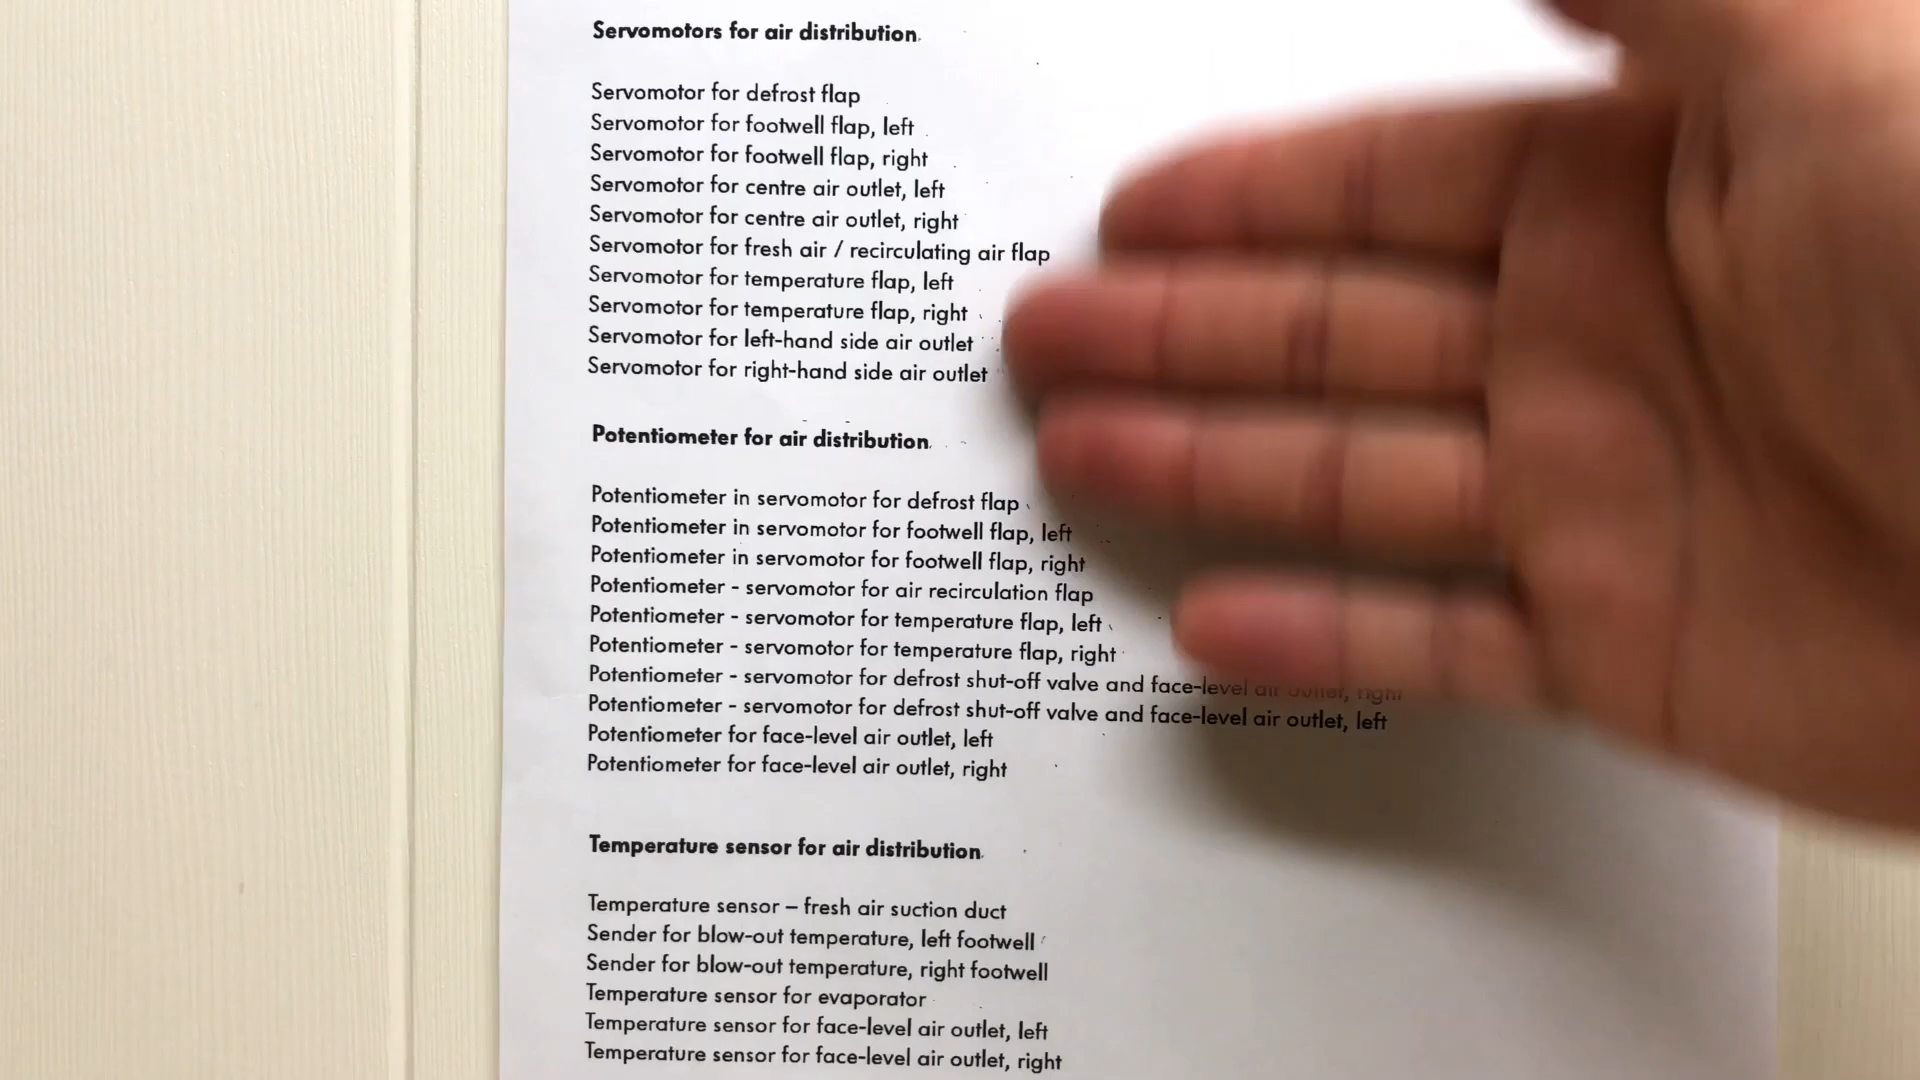 Servomotors for air distribution.
Servomotor for defrost flap
Servomotor for footwell flap, left
Servomotor for footwell flap, right
Servomotor for centre air outlet, left
Servomotor for centre air outlet, right
Servomotor for fresh air / recirculating air flap
Servomotor for temperature flap, left
Servomotor for temperature flap, right
Servomotor for left-hand side air outlet
Servomotor for right-hand side air outlet
Potentiometer for air distribution.
Potentiometer in servomotor for defrost flap
Potentiometer in servomotor for footwell flap, left
Potentiometer in servomotor for footwell flap, right
Potentiometer - servomotor for air recirculation flap
Potentiometer - servomotor for temperature flap, left
Potentiometer - servomotor for temperature flap, right
Potentiometer - servomotor for defrost shut-off valve and face-level air outlet, right
Potentiometer - servomotor for defrost shut-off valve and face-level air outlet, left
Potentiometer for face-level air outlet, left
Potentiometer for face-level air outlet, right
Temperature sensor for air distribution.
Temperature sensor – fresh air suction duct
Sender for blow-out temperature, left footwell
Sender for blow-out temperature, right footwell
Temperature sensor for evaporator
Temperature sensor for face-level air outlet, left
Temperature sensor for face-level air outlet, right